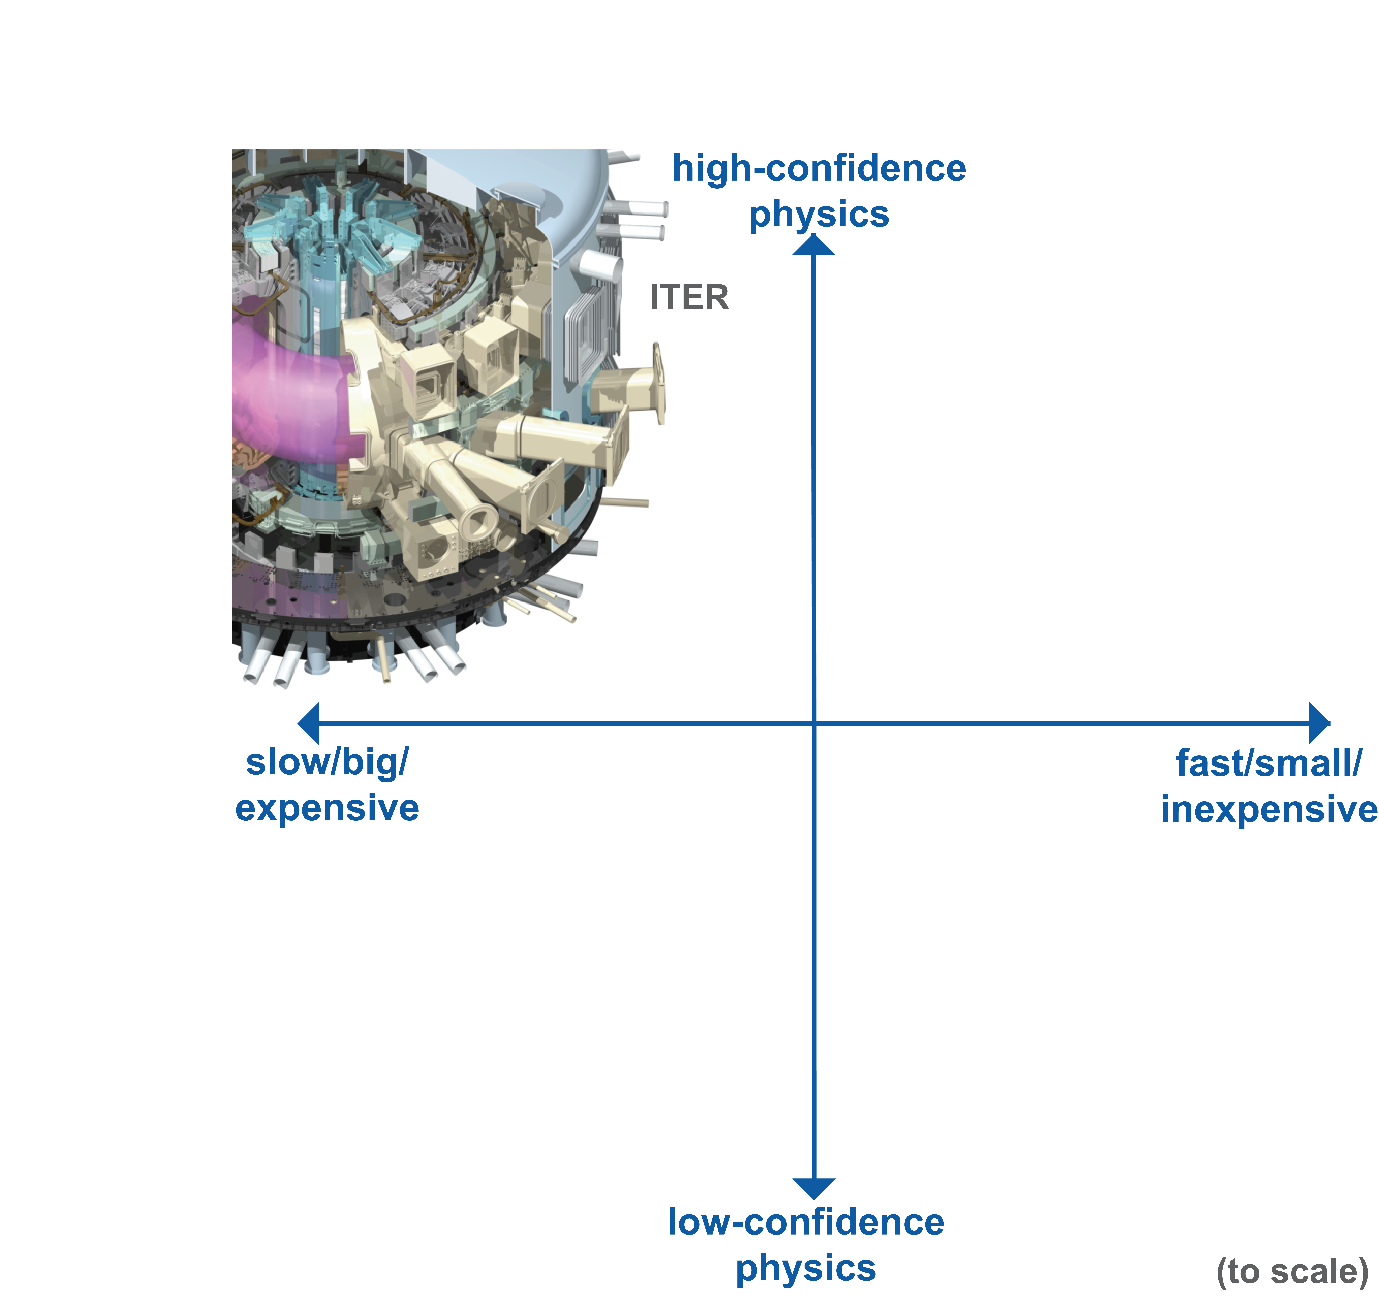 high-confidence
physics
ITER
slow/big/
expensive
fast/small/
inexpensive
low-confidence
physics
(to scale)